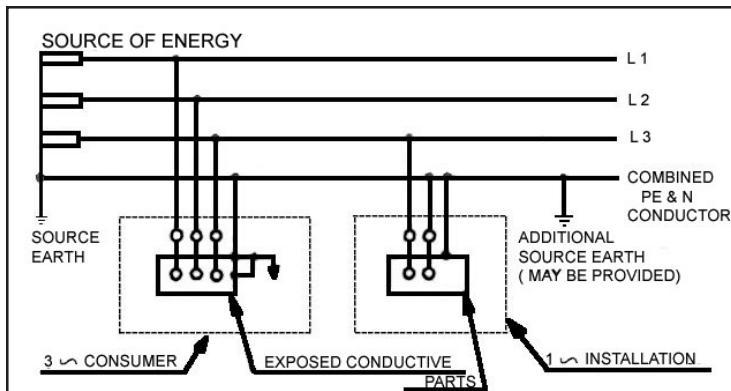 SOURCE OF ENERGY
L 1
L 2
L 3
COMBINED
PE & N
CONDUCTOR
SOURCE
EARTH
ADDITIONAL
SOURCE EARTH
( MAY BE PROVIDED)
3 ∽ CONSUMER
EXPOSED CONDUCTIVE
PARTS
1 ∽ INSTALLATION